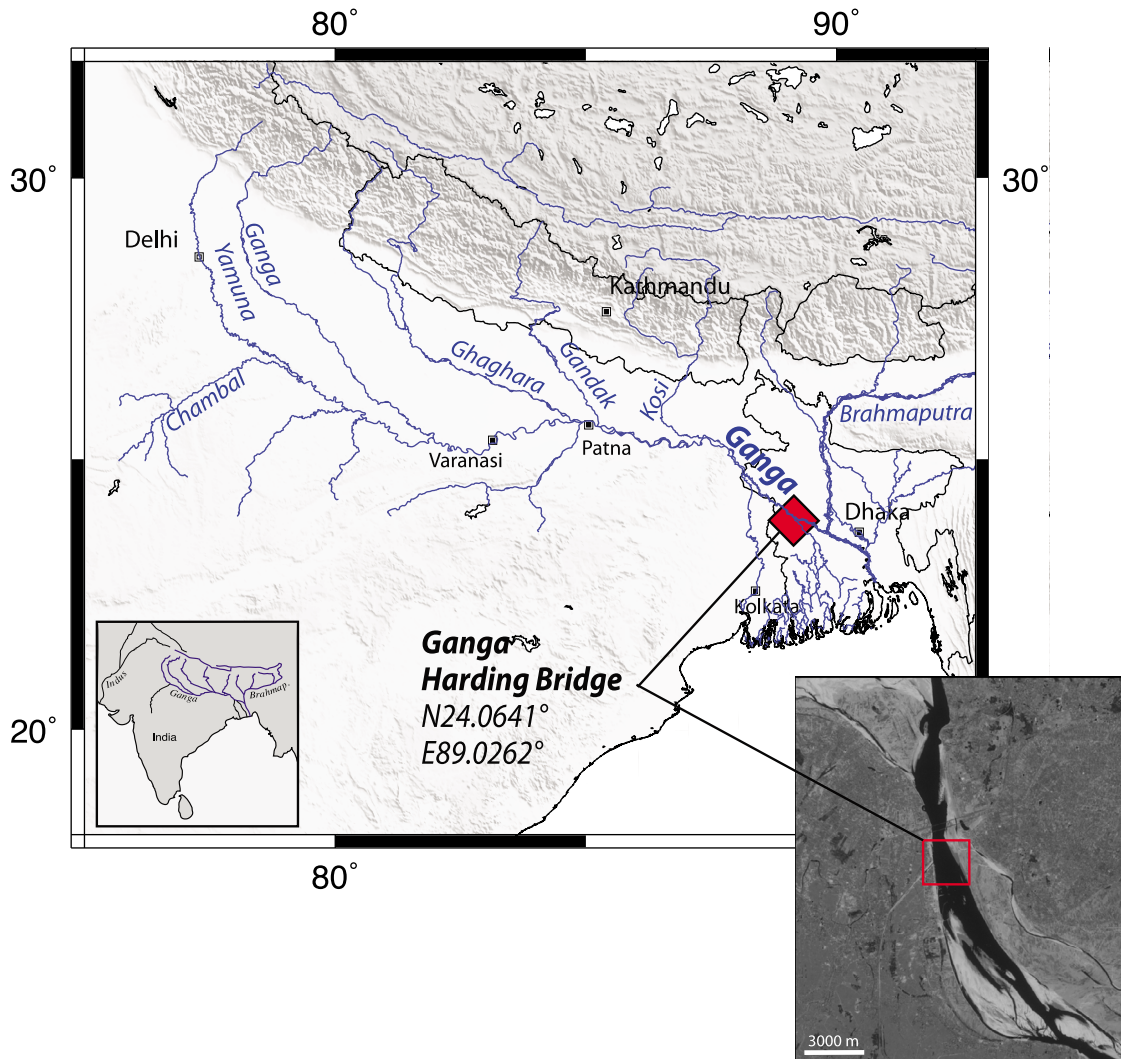 80°
90°
30°
30°
Delhi
Ganga
Yamuna
Kathmandu
Ghaghara
Gandak
Kosi
Chambal
Brahmaputra
Ganga
Varanasi
Patna
Dhaka
Kolkata
Ganga
Harding Bridge
N24.0641°
E89.0262°
20°
Indus
Ganga
Brahmap.
India
80°
3000 m